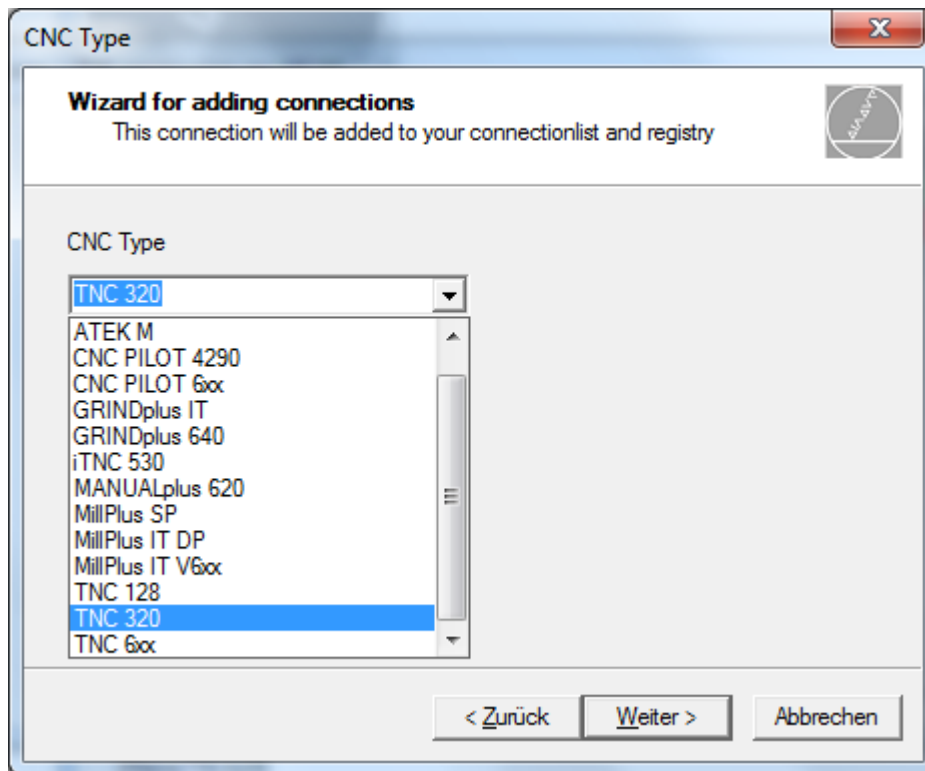 CNC Type
Wizard for adding connections
This connection will be added to your connectionlist and registry
CNC Type
TNC 320
ATEK M
CNC PILOT 4290
CNC PILOT 6xx
GRINDplus IT
GRINDplus 640
iTNC 530
MANUALplus 620
MillPlus SP
MillPlus IT DP
MillPlus IT V6xx
TNC 128
TNC 320
TNC 6xx
< Zurück
Weiter >
Abbrechen